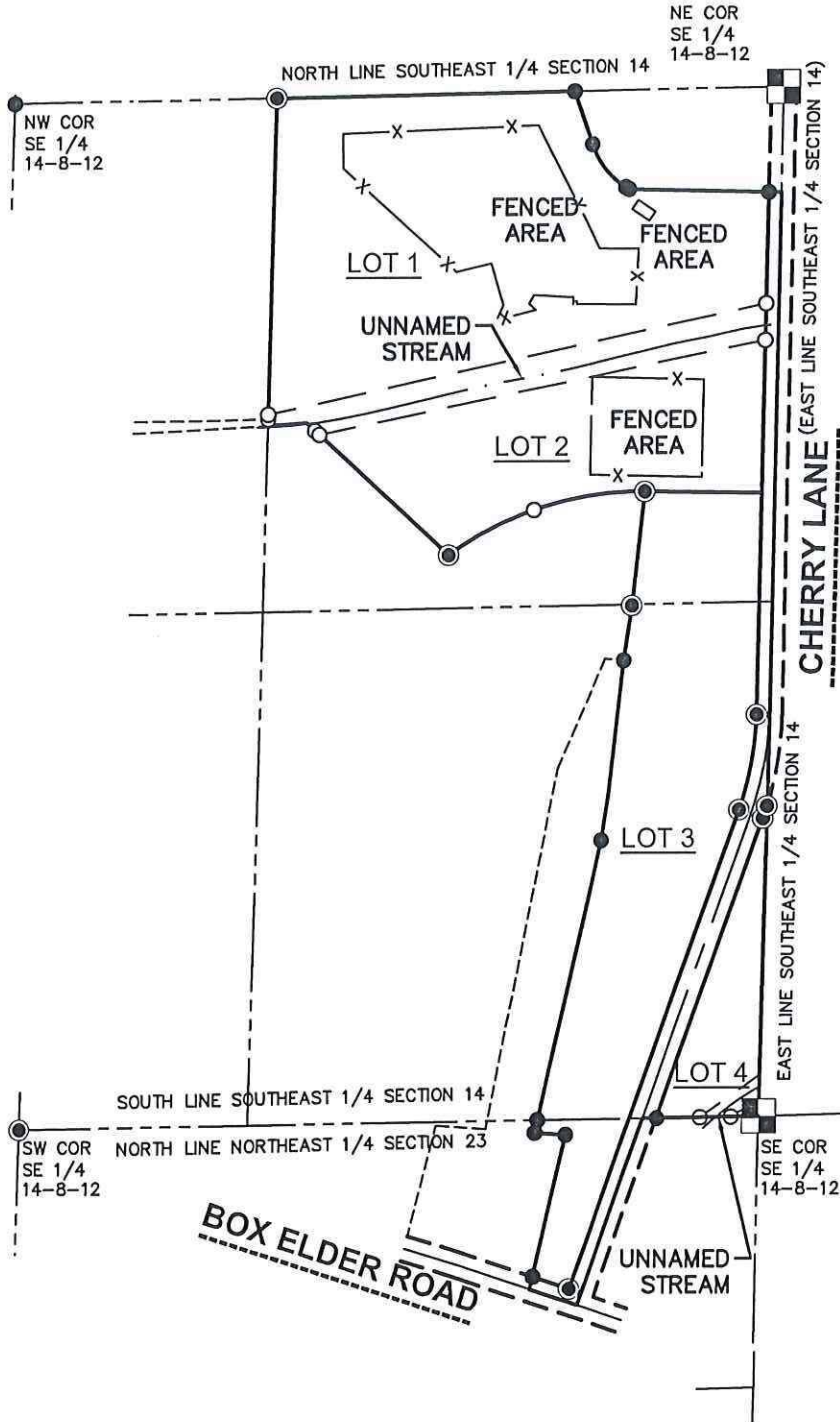 NE COR
SE 1/4
14-8-12
NORTH LINE SOUTHEAST 1/4 SECTION 14
NW COR
SE 1/4
14-8-12
(EAST LINE SOUTHEAST 1/4 SECTION 14)
FENCED
AREA
FENCED
AREA
LOT 1
UNNAMED
STREAM
FENCED
AREA
LOT 2
CHERRY LANE
LOT 3
EAST LINE SOUTHEAST 1/4 SECTION 14
LOT 4
SOUTH LINE SOUTHEAST 1/4 SECTION 14
NORTH LINE NORTHEAST 1/4 SECTION 23
SW COR
SE 1/4
14-8-12
SE COR
SE 1/4
14-8-12
BOX ELDER ROAD
UNNAMED
STREAM